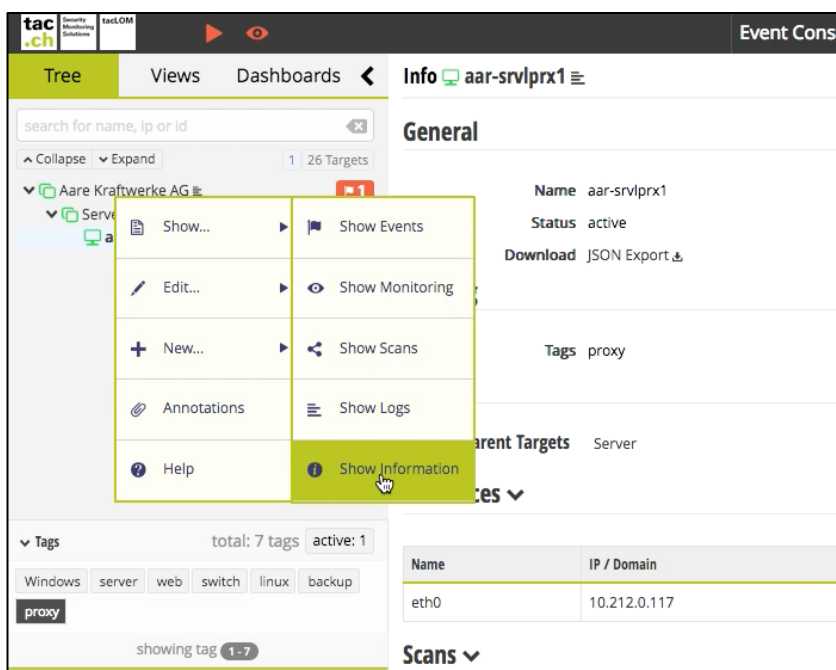 tac
.ch
Security
Monitoring
Solutions
tacLOM
Event Cons
Tree
Views
Dashboards
search for name, ip or id
Collapse
Expand
1
26 Targets
Aare Kraftwerke AG
1
Serve
a
Show...
Edit...
New...
Annotations
Help
Show Events
Show Monitoring
Show Scans
Show Logs
Show Information
Tags
total: 7 tags
active: 1
Windows
server
web
switch
linux
backup
proxy
showing tag 1 - 7
Info aar-srvlprx1
General
Name aar-srvlprx1
Status active
Download JSON Export
Tags proxy
arent Targets Server
ces
Name IP / Domain
eth0 10.212.0.117
Scans